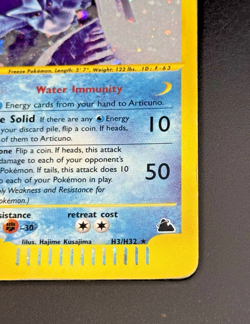 Freeze Pokémon. Length: 5' 7", Weight: 122 lbs.
Water Immunity
Energy cards from your hand to Articuno.
e Solid If there are any Energy
your discard pile, flip a coin. If heads,
of them to Articuno.
10
one Flip a coin. If heads, this attack
damage to each of your opponent's
Pokémon. If tails, this attack does 10
to each of your Pokémon in play.
ly Weakness and Resistance for
okémon.)
50
sistance retreat cost
-30
Illus. Hajime Kusajima H3/H32 ★